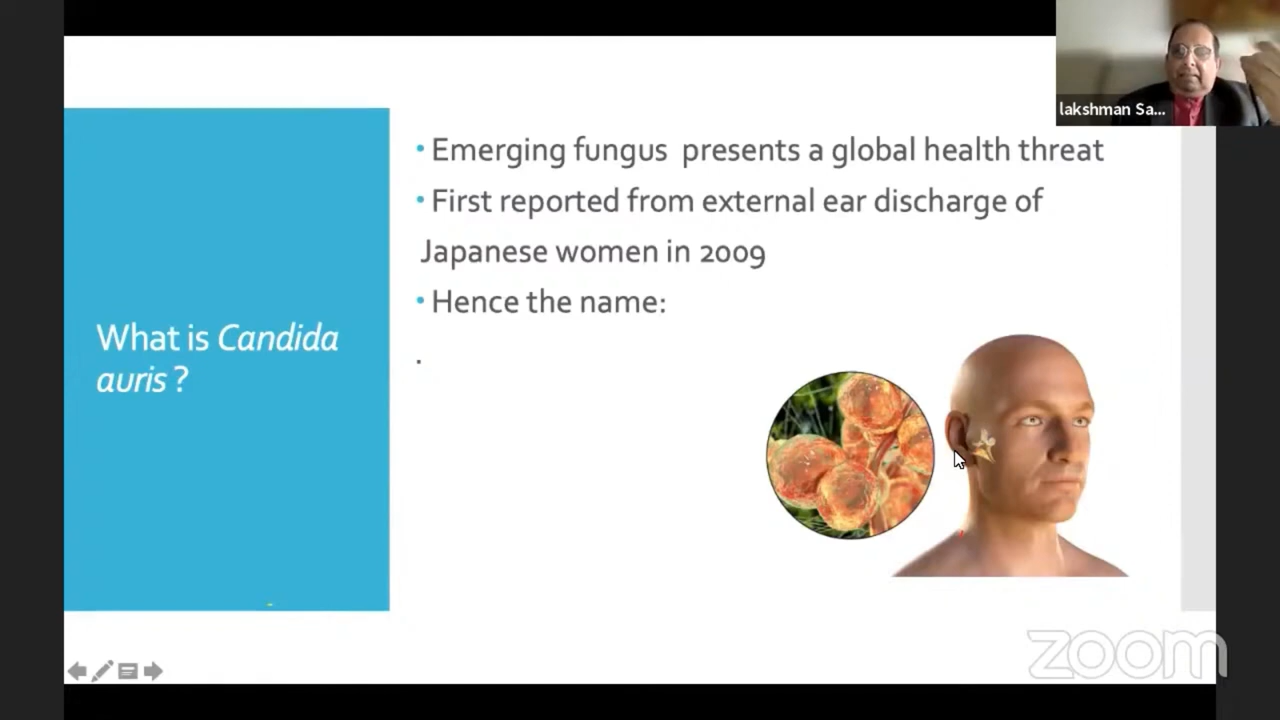 lakshman Sa...
• Emerging fungus presents a global health threat
• First reported from external ear discharge of
Japanese women in 2009
• Hence the name:
.
What is Candida
auris ?
zoom